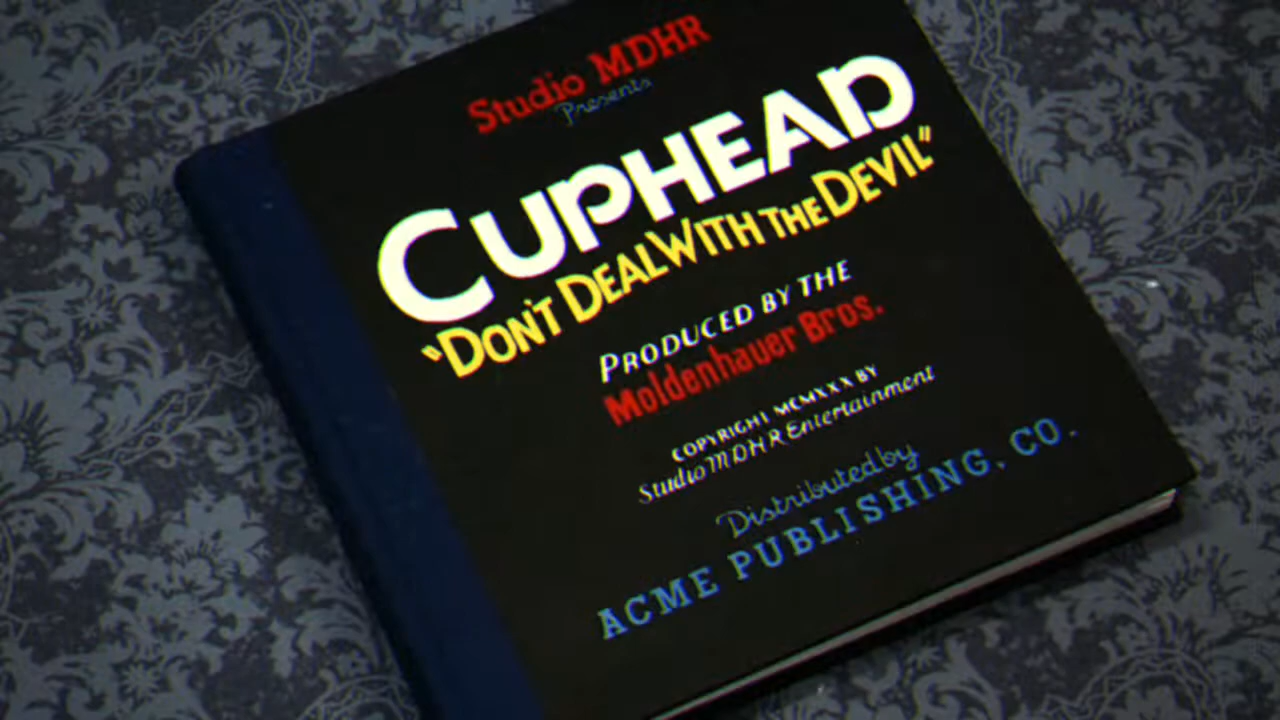 Studio MDHR
Presents
CUPHEAD
"DON'T DEAL WITH THE DEVIL"
PRODUCED BY THE
Moldenhauer Bros.
COPYRIGHT MCMXXX BY
Studio MDHR Entertainment
Distributed by
ACME PUBLISHING, CO.